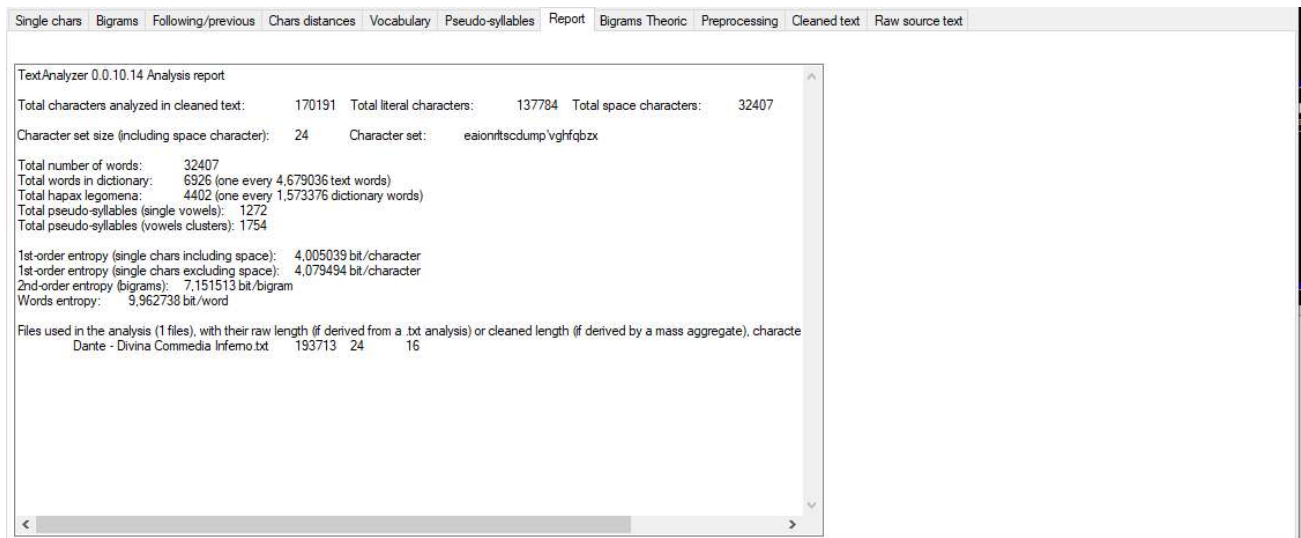 Single chars Bigrams Following/previous Chars distances Vocabulary Pseudo-syllables Report Bigrams Theoric Preprocessing Cleaned text Raw source text
TextAnalyzer 0.0.10.14 Analysis report
Total characters analyzed in cleaned text: 170191 Total literal characters: 137784 Total space characters: 32407
Character set size (including space character): 24 Character set: eaionrltscdump'vghfqbzx
Total number of words: 32407
Total words in dictionary: 6926 (one every 4,679036 text words)
Total hapax legomena: 4402 (one every 1,573376 dictionary words)
Total pseudo-syllables (single vowels): 1272
Total pseudo-syllables (vowels clusters): 1754
1st-order entropy (single chars including space): 4,005039 bit/character
1st-order entropy (single chars excluding space): 4,079494 bit/character
2nd-order entropy (bigrams): 7,151513 bit/bigram
Words entropy: 9,962738 bit/word
Files used in the analysis (1 files), with their raw length (if derived from a .txt analysis) or cleaned length (if derived by a mass aggregate), characte
Dante - Divina Commedia Inferno.txt 193713 24 16